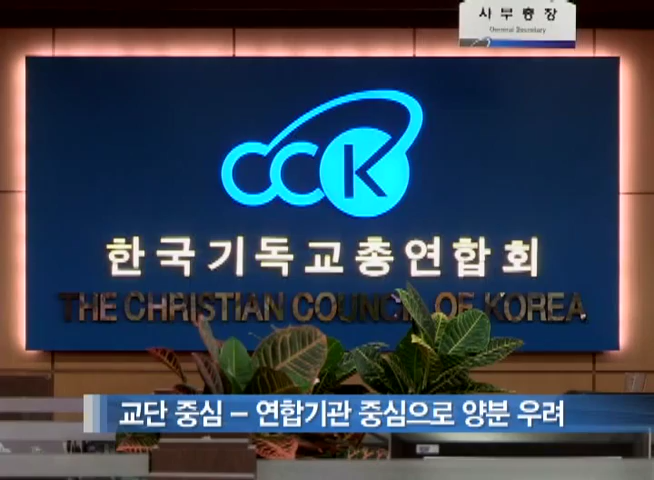 사무총장
General Secretary
CCK
한국기독교총연합회
THE CHRISTIAN COUNCIL OF KOREA
교단 중심 – 연합기관 중심으로 양분 우려